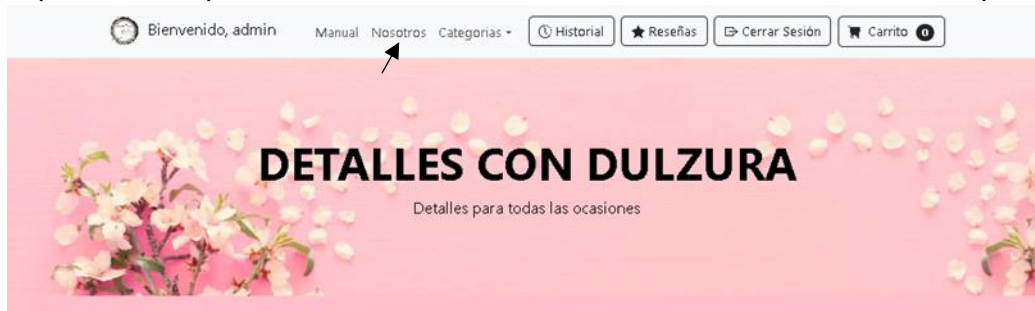 Bienvenido, admin Manual Nosotros Categorias Historial Reseñas Cerrar Sesión Carrito 0
DETALLES CON DULZURA
Detalles para todas las ocasiones